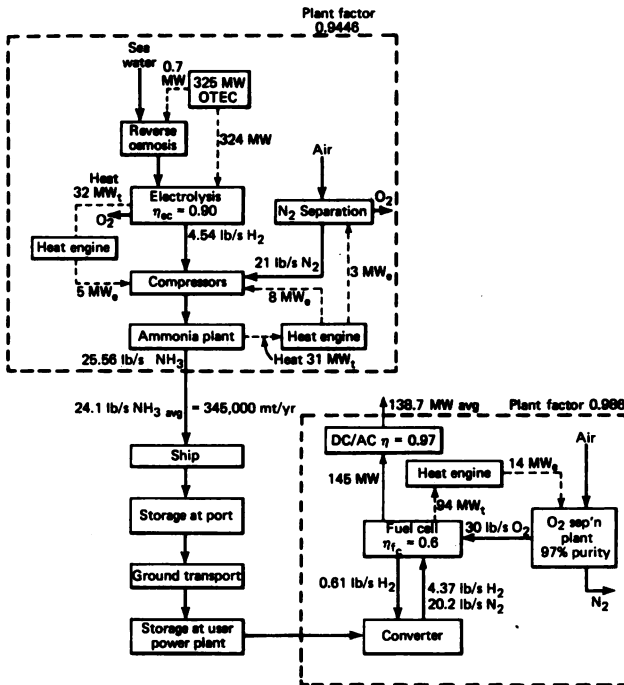 Plant factor
0.9446
Sea
water
0.7
MW
325 MW
OTEC
Reverse
osmosis
324 MW
Air
Heat
32 MWt
O2
Electrolysis
ηec = 0.90
N2 Separation
O2
4.54 lb/s H2
Heat engine
21 lb/s N2
3 MWe
Compressors
5 MWe
8 MWe
Ammonia plant
Heat engine
25.56 lb/s NH3
Heat 31 MWt
24.1 lb/s NH3 avg = 345,000 mt/yr
Ship
Storage at port
Ground transport
Storage at user
power plant
138.7 MW avg
Plant factor 0.986
DC/AC η = 0.97
Air
145 MW
Heat engine
14 MWe
94 MWt
Fuel cell
ηfc = 0.6
30 lb/s O2
O2 sep'n
plant
97% purity
0.61 lb/s H2
4.37 lb/s H2
20.2 lb/s N2
N2
Converter